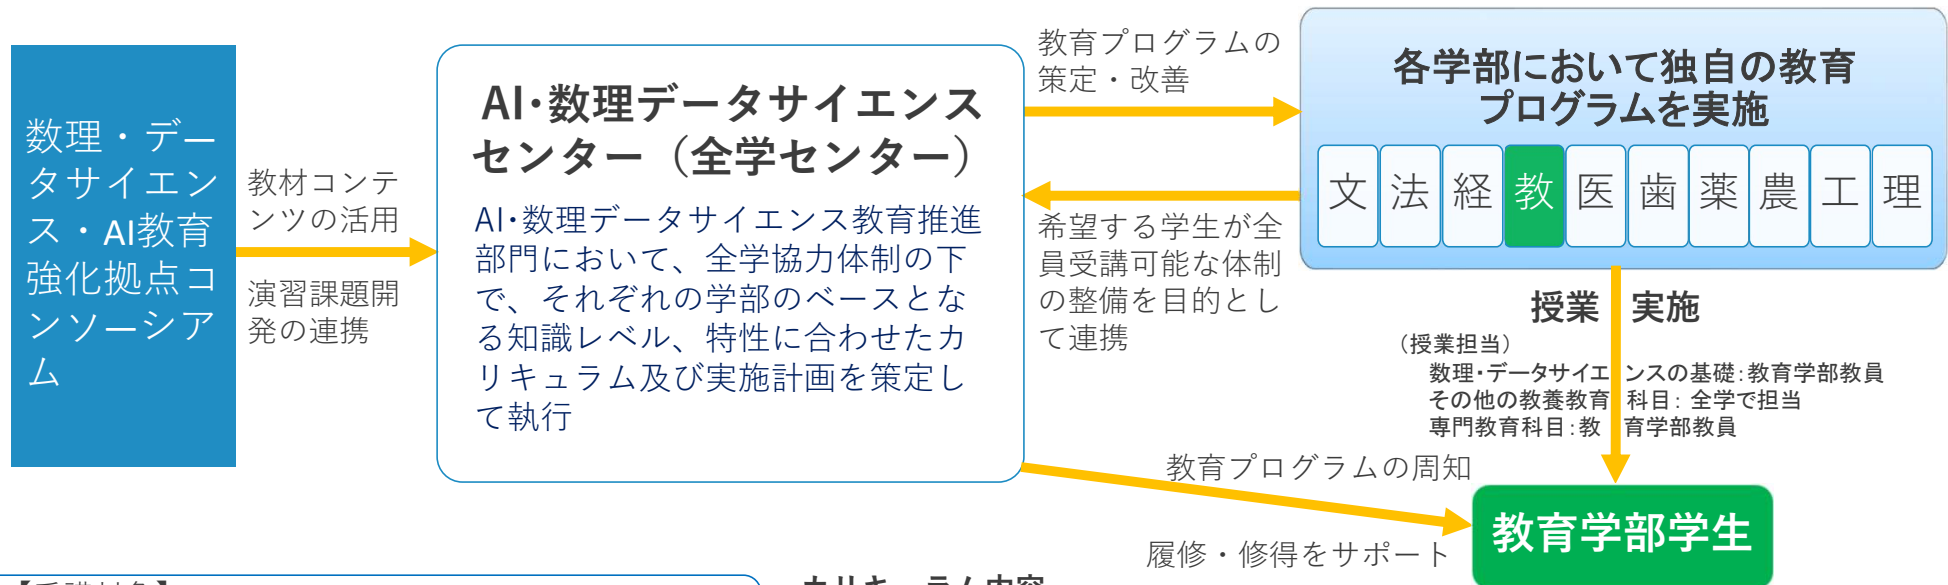 数理・デー
タサイエン
ス・AI教育
強化拠点コ
ンソーシア
ム
教材コンテ
ンツの活用
演習課題開
発の連携
AI・数理データサイエンス
センター（全学センター）
AI・数理データサイエンス教育推進
部門において、全学協力体制の下
で、それぞれの学部のベースとな
る知識レベル、特性に合わせたカ
リキュラム及び実施計画を策定し
て執行
教育プログラムの
策定・改善
希望する学生が全
員受講可能な体制
の整備を目的とし
て連携
各学部において独自の教育
プログラムを実施
文 法 経 教 医 歯 薬 農 工 理
授業 実施
（授業担当）
数理・データサイエンスの基礎：教育学部教員
その他の教養教育 科目： 全学で担当
専門教育科目：教 育学部教員
教育プログラムの周知
履修・修得をサポート
教育学部学生